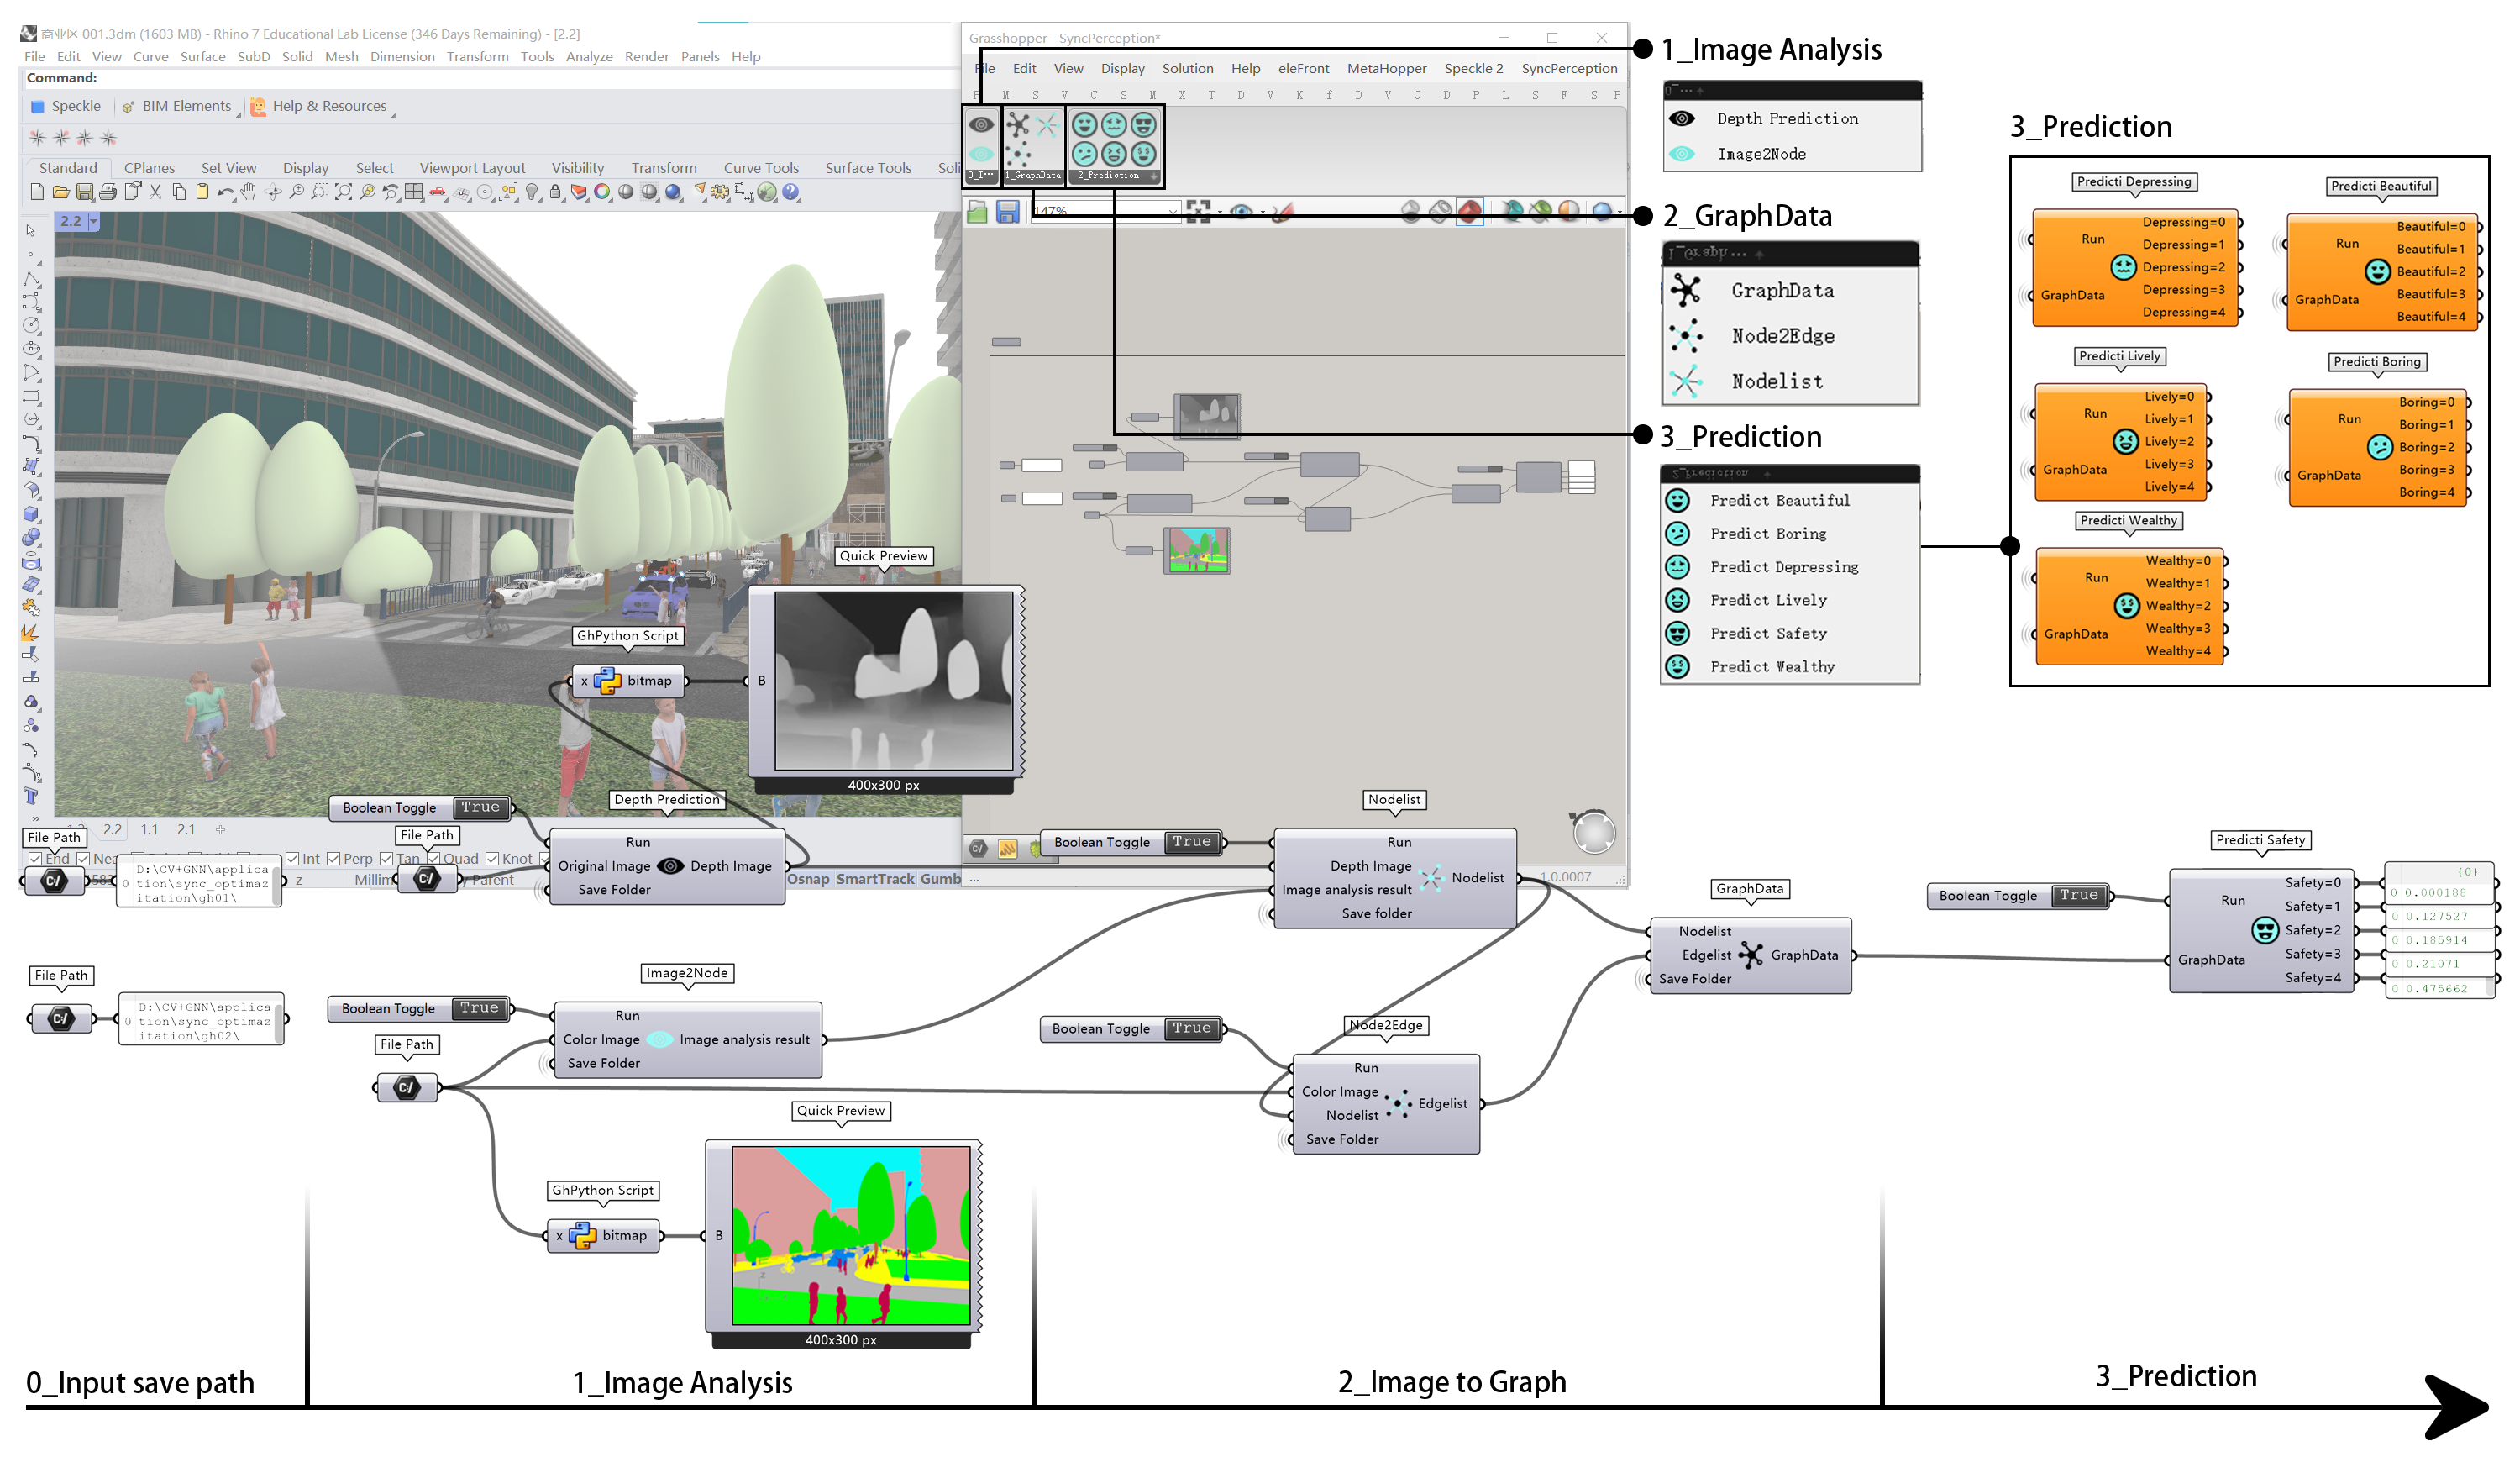 商业区 001.3dm (1603 MB) - Rhino 7 Educational Lab License (346 Days Remaining) - [2.2]
File Edit View Curve Surface SubD Solid Mesh Dimension Transform Tools Analyze Render Panels Help
Command:
Speckle BIM Elements Help & Resources
Standard CPlanes Set View Display Select Viewport Layout Visibility Transform Curve Tools Surface Tools Soli
2.2
Grasshopper - SyncPerception*
File Edit View Display Solution Help eleFront MetaHopper Speckle 2 SyncPerception
P M S V C S M X T D V K f D V C D P L S F S P
0_I··· 1_GraphData 2_Prediction
147%
1_Image Analysis
Depth Prediction
Image2Node
2_GraphData
GraphData
Node2Edge
Nodelist
3_Prediction
Predict Beautiful
Predict Boring
Predict Depressing
Predict Lively
Predict Safety
Predict Wealthy
3_Prediction
Predicti Depressing
Run
GraphData
Depressing=0
Depressing=1
Depressing=2
Depressing=3
Depressing=4
Predicti Beautiful
Run
GraphData
Beautiful=0
Beautiful=1
Beautiful=2
Beautiful=3
Beautiful=4
Predicti Lively
Run
GraphData
Lively=0
Lively=1
Lively=2
Lively=3
Lively=4
Predicti Boring
Run
GraphData
Boring=0
Boring=1
Boring=2
Boring=3
Boring=4
Predicti Wealthy
Run
GraphData
Wealthy=0
Wealthy=1
Wealthy=2
Wealthy=3
Wealthy=4
Quick Preview
B
400x300 px
GhPython Script
x bitmap
2.2 1.1 2.1
End Nea Int Perp Tan Quad Knot
z Millim y Parent Osnap SmartTrack Gumb
... 1.0.0007
File Path
0 D:\CV+GNN\applica
tion\sync_optimaz
itation\gh01\
Boolean Toggle True
File Path
Depth Prediction
Run
Original Image Depth Image
Save Folder
Boolean Toggle True
Nodelist
Run
Depth Image
Image analysis result Nodelist
Save folder
File Path
0 D:\CV+GNN\applica
tion\sync_optimaz
itation\gh02\
Boolean Toggle True
File Path
Image2Node
Run
Color Image Image analysis result
Save Folder
Boolean Toggle True
Node2Edge
Run
Color Image
Nodelist Edgelist
Save Folder
GraphData
Nodelist
Edgelist GraphData
Save Folder
Boolean Toggle True
Predicti Safety
Run
GraphData
Safety=0
Safety=1
Safety=2
Safety=3
Safety=4
{0}
0 0.000188
0 0.127527
0 0.185914
0 0.21071
0 0.475662
GhPython Script
x bitmap
Quick Preview
B
400x300 px
0_Input save path
1_Image Analysis
2_Image to Graph
3_Prediction